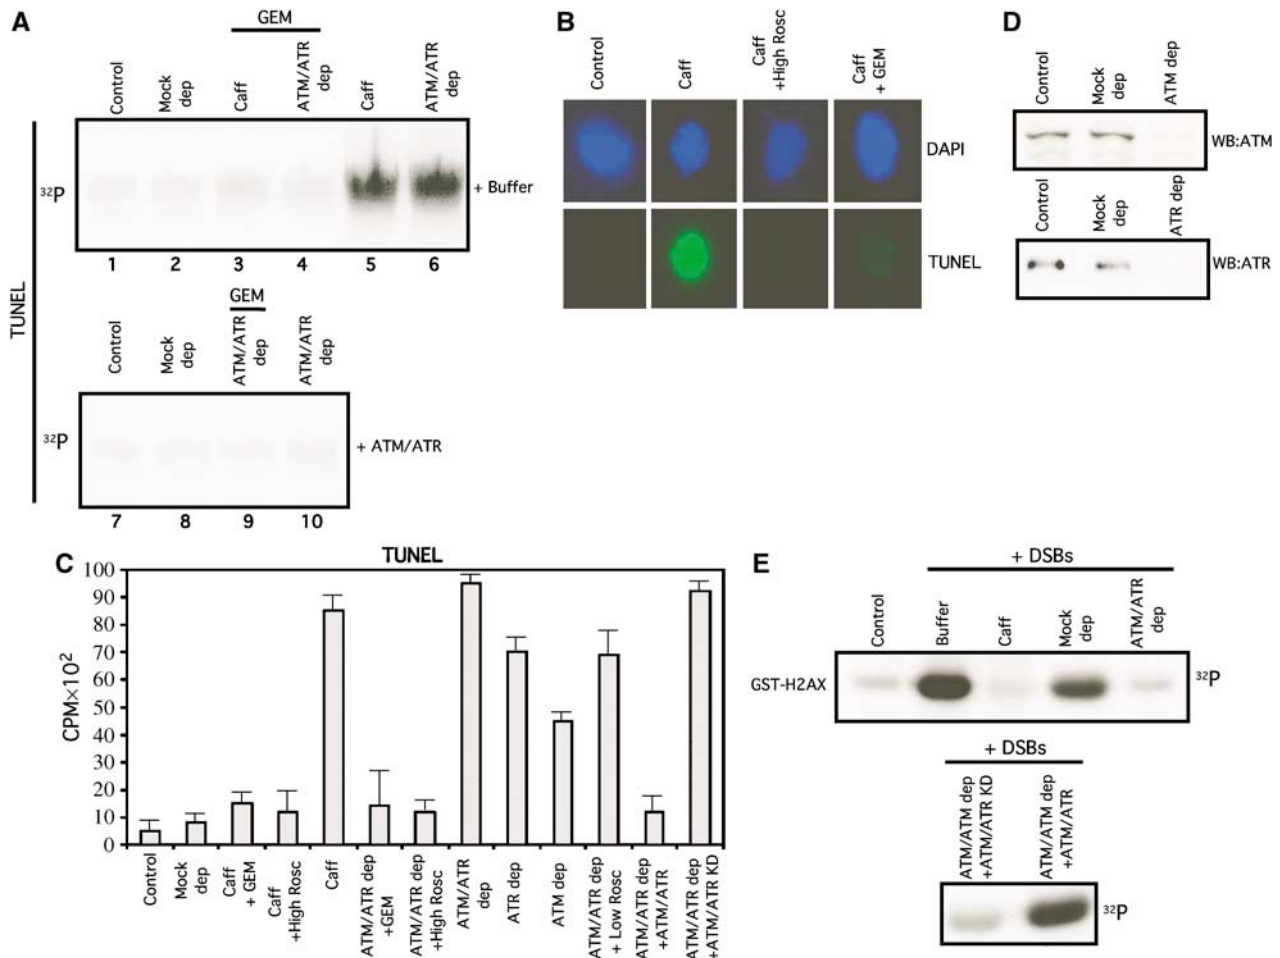 A
GEM
Control
Mock
dep
Caff
ATM/ATR
dep
Caff
ATM/ATR
dep
TUNEL
32P
+ Buffer
1 2 3 4 5 6
GEM
Control
Mock
dep
ATM/ATR
dep
ATM/ATR
dep
32P
+ ATM/ATR
7 8 9 10
B
Control
Caff
Caff
+High Rosc
Caff
+ GEM
DAPI
TUNEL
D
Control
Mock
dep
ATM dep
WB:ATM
Control
Mock
dep
ATR dep
WB:ATR
C
TUNEL
CPM×10²
100
90
80
70
60
50
40
30
20
10
0
Control
Mock
dep
Caff
+ GEM
Caff
+High Rosc
Caff
ATM/ATR dep
+GEM
ATM/ATR dep
+High Rosc
ATM/ATR
dep
ATR dep
ATM dep
ATM/ATR dep
+ Low Rosc
ATM/ATR dep
+ATM/ATR
ATM/ATR dep
+ATM/ATR KD
E
+ DSBs
Control
Buffer
Caff
Mock
dep
ATM/ATR
dep
GST-H2AX
32P
+ DSBs
ATM/ATM dep
+ATM/ATR KD
ATM/ATM dep
+ATM/ATR
32P